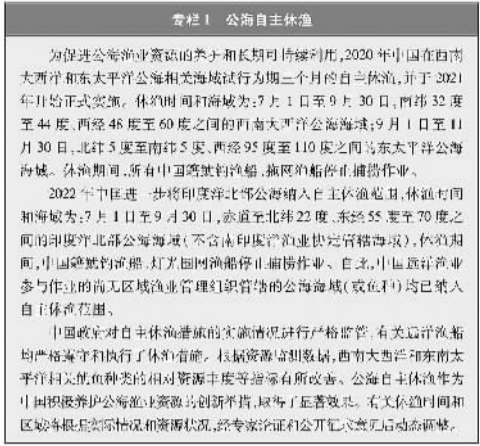 专栏1 公海自主休渔
为促进公海渔业资源的养护和长期可持续利用,2020年中国在西南
大西洋和东太平洋公海相关海域试行为期三个月的自主休渔,并于2021
年开始正式实施。休渔时间和海域为:7月1日至9月30日,南纬32度
至44度、西经48度至60度之间的西南大西洋公海海域;9月1日至11
月30日,北纬5度至南纬5度、西经95度至110度之间的东太平洋公海
海域。休渔期间,所有中国籍鱿钓渔船、拖网渔船停止捕捞作业。
2022年中国进一步将印度洋北部公海纳入自主休渔范围,休渔时间
和海域为:7月1日至9月30日,赤道至北纬22度、东经55度至70度之
间的印度洋北部公海海域(不含南印度洋渔业协定管辖海域)。休渔期
间,中国籍鱿钓渔船、灯光围网渔船停止捕捞作业。自此,中国远洋渔业
参与作业的尚无区域渔业管理组织管辖的公海海域(或鱼种)均已纳入
自主休渔范围。
中国政府对自主休渔措施的实施情况进行严格监管,有关远洋渔船
均严格遵守和执行了休渔措施。根据资源监测数据,西南大西洋和东南太
平洋相关鱿鱼种类的相对资源丰度等指标有所改善。公海自主休渔作为
中国积极养护公海渔业资源的创新举措,取得了显著效果。有关休渔时间和
区域将根据实际情况和资源状况,经专家论证和公开征求意见后动态调整。